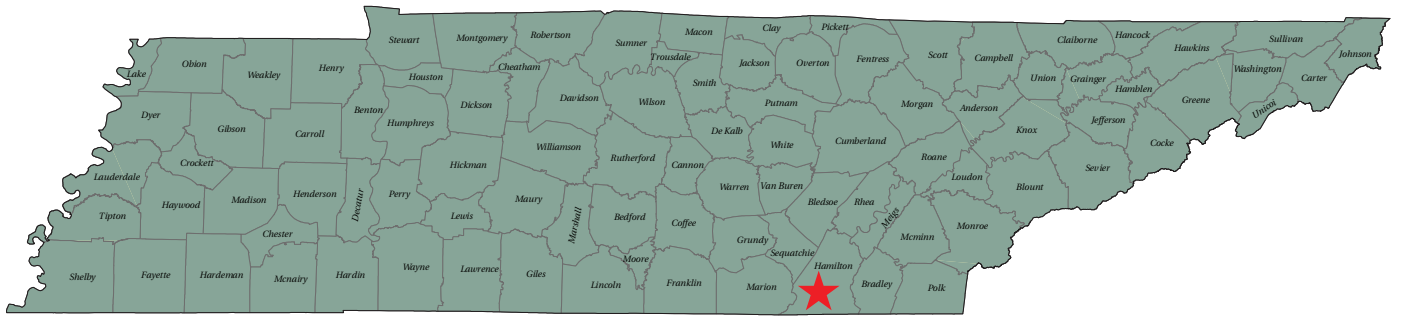 Stewart
Montgomery
Robertson
Sumner
Macon
Clay
Pickett
Trousdale
Scott
Claiborne
Hancock
Hawkins
Sullivan
Johnson
Lake
Obion
Weakley
Henry
Houston
Cheatham
Smith
Jackson
Overton
Fentress
Campbell
Union
Grainger
Hamblen
Greene
Washington
Carter
Unicoi
Dyer
Gibson
Carroll
Benton
Humphreys
Dickson
Davidson
Wilson
Putnam
Morgan
Anderson
Knox
Jefferson
Cocke
Crockett
Williamson
Rutherford
De Kalb
White
Cumberland
Roane
Loudon
Blount
Sevier
Lauderdale
Haywood
Madison
Henderson
Decatur
Perry
Hickman
Lewis
Maury
Cannon
Warren
Van Buren
Bledsoe
Rhea
Meigs
Mcminn
Monroe
Tipton
Chester
Marshall
Bedford
Coffee
Grundy
Sequatchie
Hamilton
Shelby
Fayette
Hardeman
Mcnairy
Hardin
Wayne
Lawrence
Giles
Lincoln
Moore
Franklin
Marion
Bradley
Polk